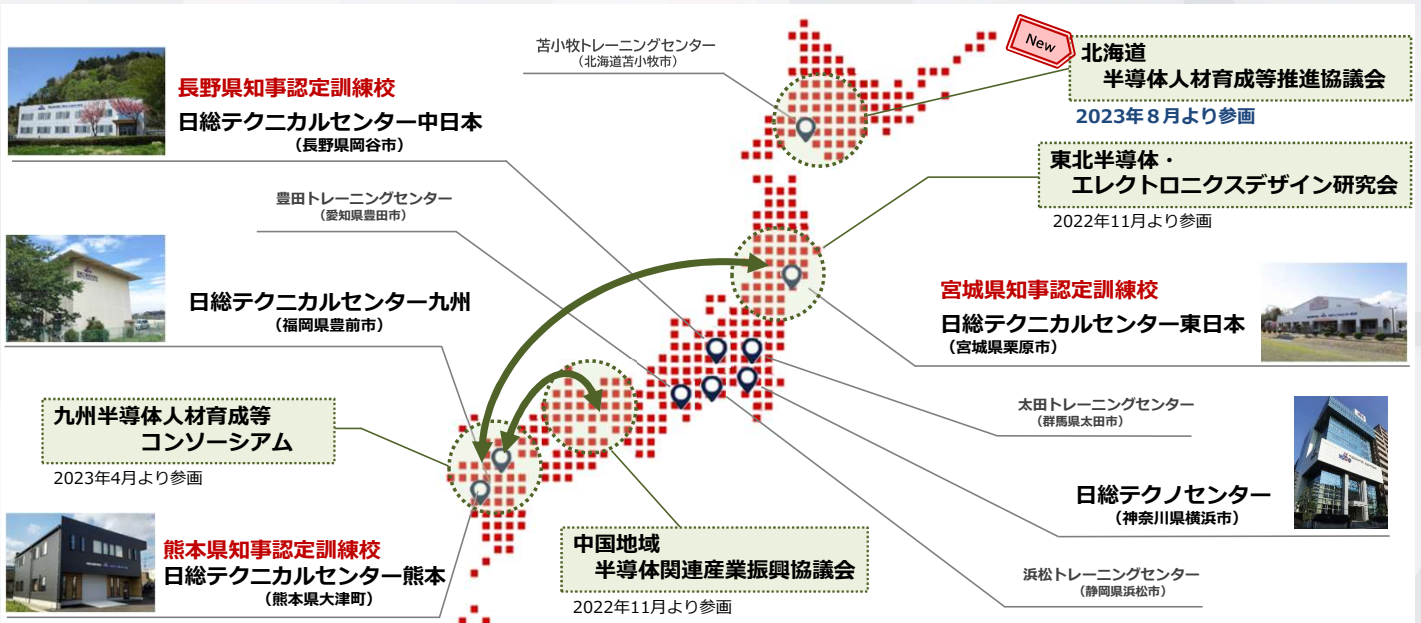 苫小牧トレーニングセンター
(北海道苫小牧市)
New
北海道
半導体人材育成等推進協議会
2023年8月より参画
長野県知事認定訓練校
日総テクニカルセンター中日本
(長野県岡谷市)
東北半導体・
エレクトロニクスデザイン研究会
2022年11月より参画
豊田トレーニングセンター
(愛知県豊田市)
日総テクニカルセンター九州
(福岡県豊前市)
宮城県知事認定訓練校
日総テクニカルセンター東日本
(宮城県栗原市)
九州半導体人材育成等
コンソーシアム
2023年4月より参画
太田トレーニングセンター
(群馬県太田市)
日総テクノセンター
(神奈川県横浜市)
熊本県知事認定訓練校
日総テクニカルセンター熊本
(熊本県大津町)
中国地域
半導体関連産業振興協議会
2022年11月より参画
浜松トレーニングセンター
(静岡県浜松市)